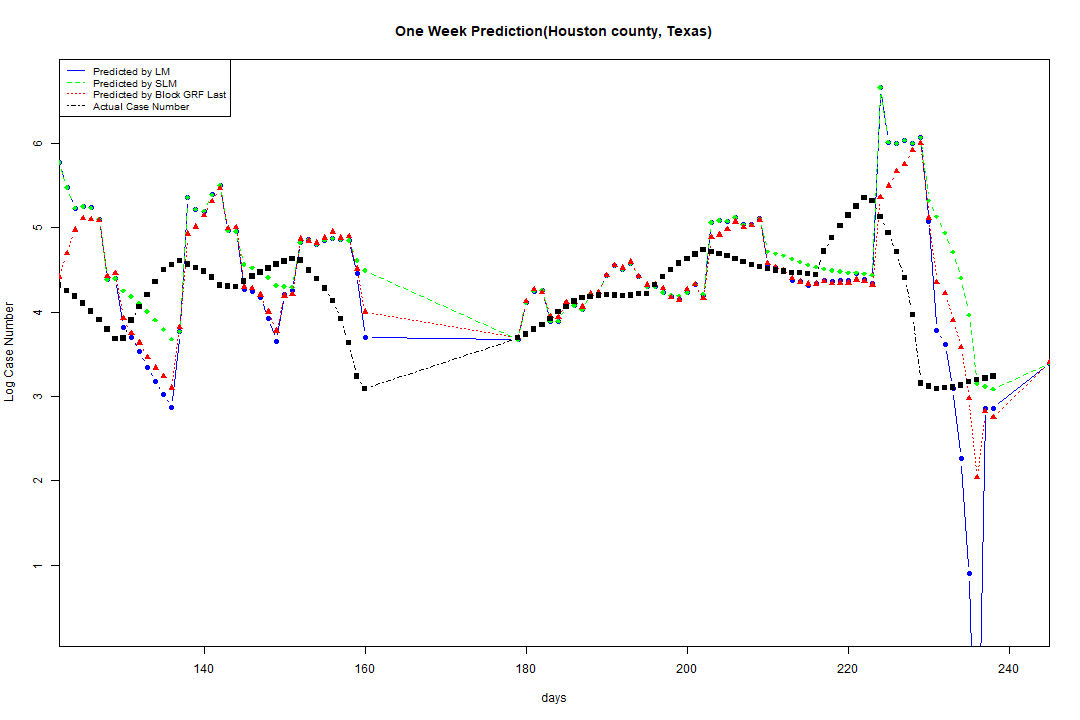 One Week Prediction(Houston county, Texas)
Predicted by LM
Predicted by SLM
Predicted by Block GRF Last
Actual Case Number
6
5
4
3
2
1
Log Case Number
140 160 180 200 220 240
days